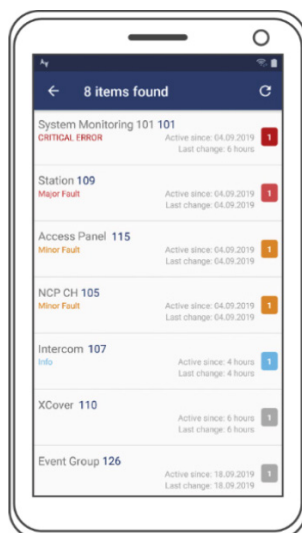 8 items found
System Monitoring 101 101
CRITICAL ERROR
Active since: 04.09.2019
Last change: 6 hours
1
Station 109
Major Fault
Active since: 04.09.2019
Last change: 04.09.2019
1
Access Panel 115
Minor Fault
Active since: 04.09.2019
Last change: 04.09.2019
1
NCP CH 105
Minor Fault
Active since: 04.09.2019
Last change: 04.09.2019
1
Intercom 107
Info
Active since: 4 hours
Last change: 4 hours
1
XCover 110
Active since: 6 hours
Last change: 6 hours
1
Event Group 126
Active since: 18.09.2019
Last change: 18.09.2019
1